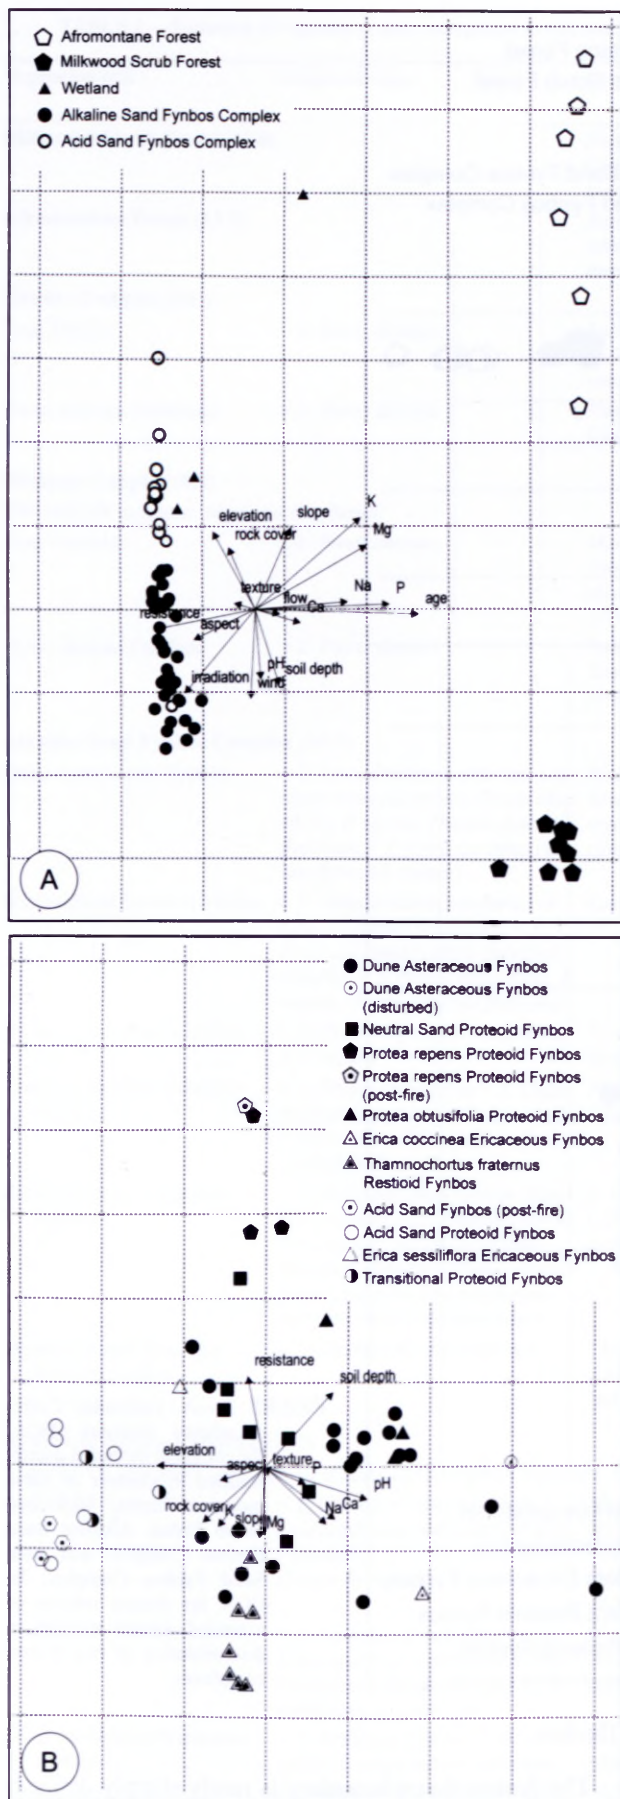 Afromontane Forest
Milkwood Scrub Forest
Wetland
Alkaline Sand Fynbos Complex
Acid Sand Fynbos Complex
K
elevation
slope
rock cover
Mg
texture
flow
Na
P
Ca
age
resistance
aspect
pH
soil depth
irradiation
wind
A
Dune Asteraceous Fynbos
Dune Asteraceous Fynbos
(disturbed)
Neutral Sand Proteoid Fynbos
Protea repens Proteoid Fynbos
Protea repens Proteoid Fynbos
(post-fire)
Protea obtusifolia Proteoid Fynbos
Erica coccinea Ericaceous Fynbos
Thamnochortus fraternus
Restioid Fynbos
Acid Sand Fynbos (post-fire)
Acid Sand Proteoid Fynbos
Erica sessiliflora Ericaceous Fynbos
Transitional Proteoid Fynbos
resistance
soil depth
elevation
aspect
texture
P
pH
rock cover
K
slope
Mg
Na
Ca
B